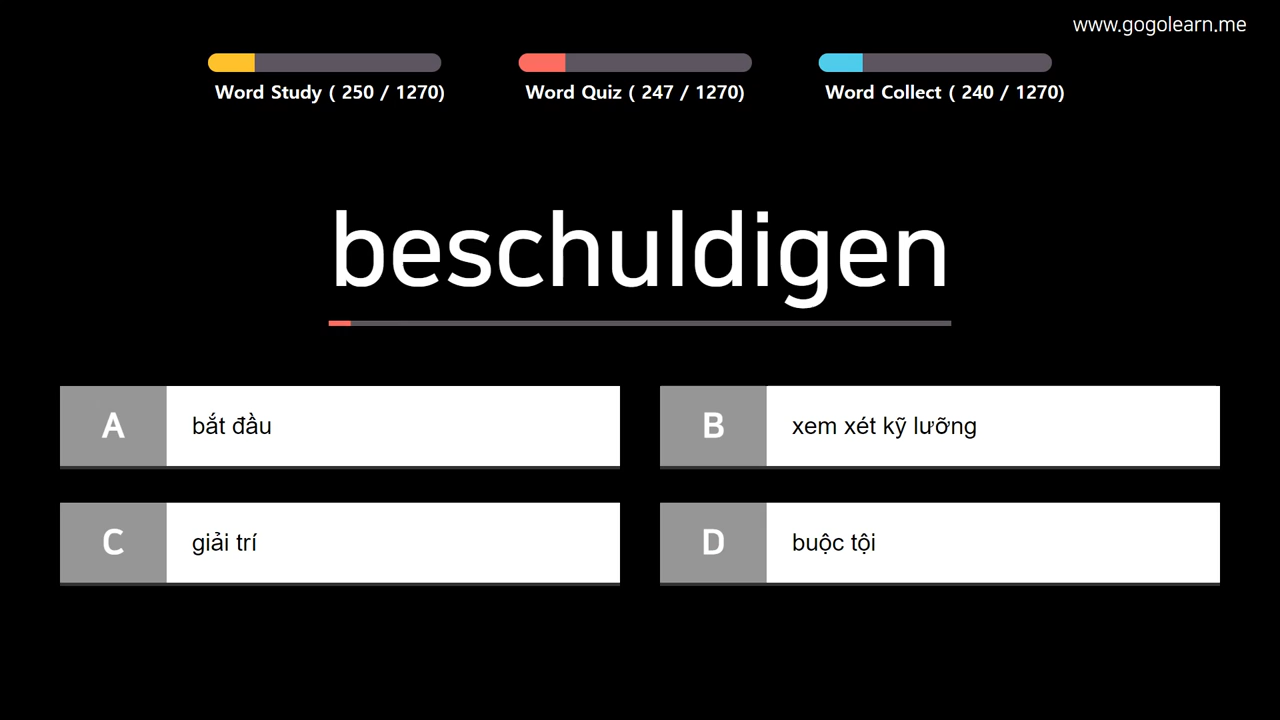 www.gogolearn.me
Word Study ( 250 / 1270)
Word Quiz ( 247 / 1270)
Word Collect ( 240 / 1270)
beschuldigen
A
bắt đầu
B
xem xét kỹ lưỡng
C
giải trí
D
buộc tội